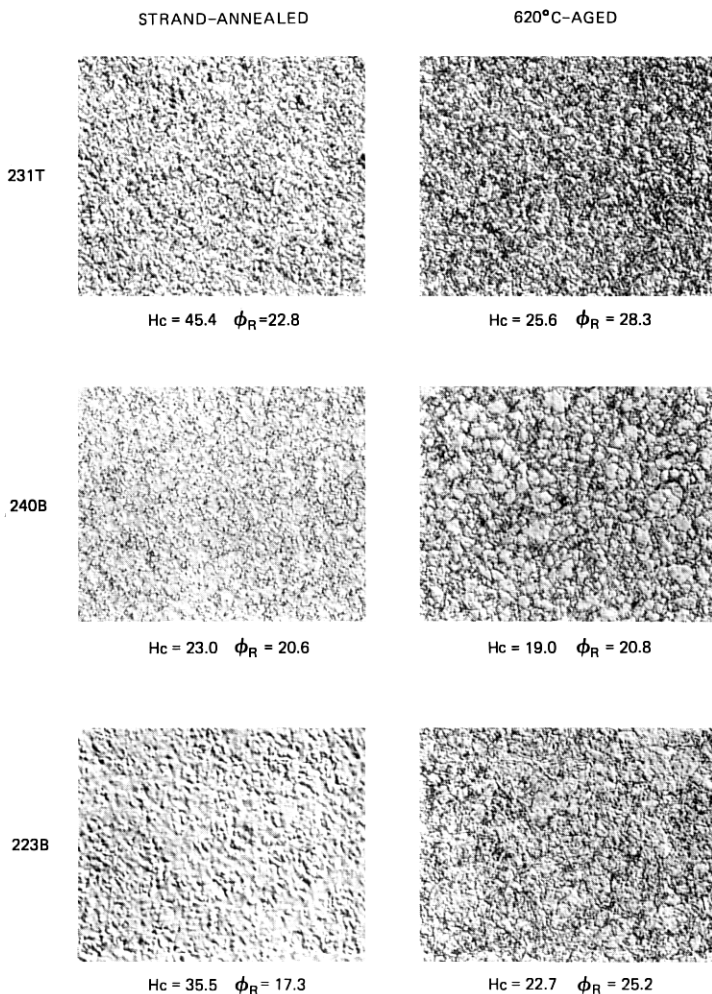 STRAND-ANNEALED 620°C-AGED
231T
Hc = 45.4 ϕR=22.8 Hc = 25.6 ϕR = 28.3
240B
Hc = 23.0 ϕR = 20.6 Hc = 19.0 ϕR = 20.8
223B
Hc = 35.5 ϕR = 17.3 Hc = 22.7 ϕR = 25.2